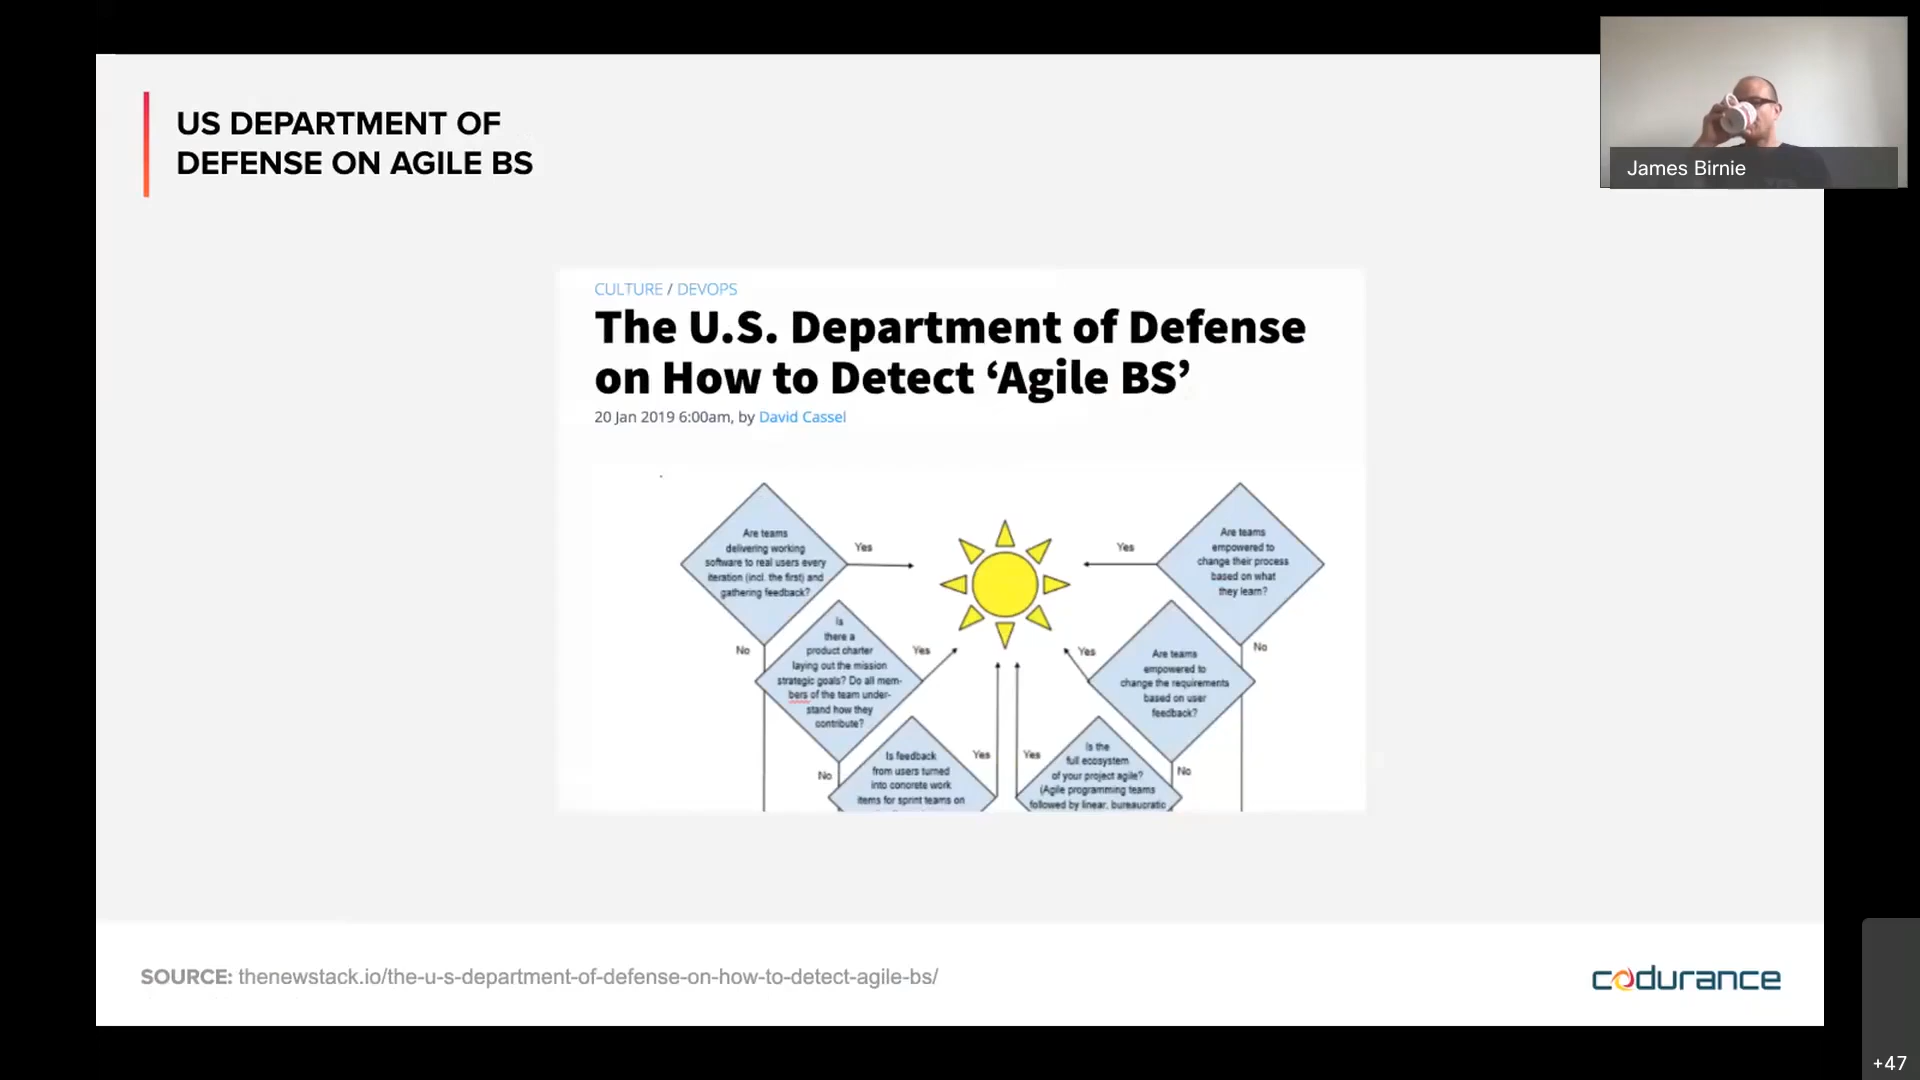 US DEPARTMENT OF
DEFENSE ON AGILE BS
James Birnie
CULTURE / DEVOPS
The U.S. Department of Defense
on How to Detect ‘Agile BS’
20 Jan 2019 6:00am, by David Cassel
Are teams
delivering working
software to real users every
iteration (incl. the first) and
gathering feedback?
Yes
No
Is
there a
product charter
laying out the mission
strategic goals? Do all mem-
bers of the team under-
stand how they
contribute?
Yes
No
Is feedback
from users turned
into concrete work
items for sprint teams on
Yes
Are teams
empowered to
change their process
based on what
they learn?
Yes
No
Are teams
empowered to
change the requirements
based on user
feedback?
Yes
No
Is the
full ecosystem
of your project agile?
(Agile programming teams
followed by linear, bureaucratic
Yes
SOURCE: thenewstack.io/the-u-s-department-of-defense-on-how-to-detect-agile-bs/
codurance
+47